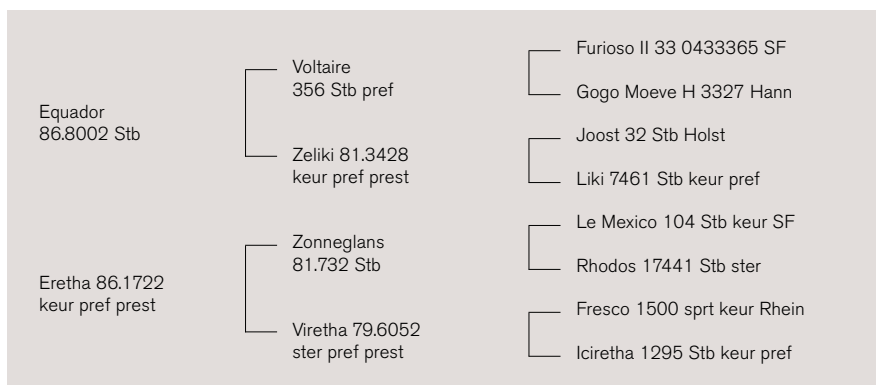 Equador
86.8002 Stb
Voltaire
356 Stb pref
Furioso II 33 0433365 SF
Gogo Moeve H 3327 Hann
Zeliki 81.3428
keur pref prest
Joost 32 Stb Holst
Liki 7461 Stb keur pref
Eretha 86.1722
keur pref prest
Zonneglans
81.732 Stb
Le Mexico 104 Stb keur SF
Rhodos 17441 Stb ster
Viretha 79.6052
ster pref prest
Fresco 1500 sprt keur Rhein
Iciretha 1295 Stb keur pref